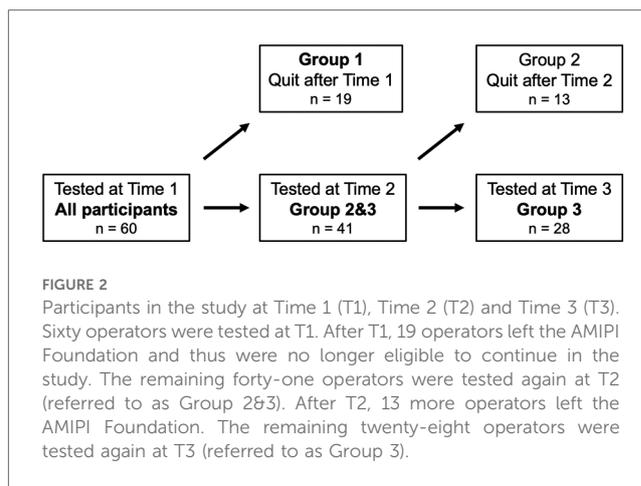 Group 1
Quit after Time 1
n = 19
Group 2
Quit after Time 2
n = 13
Tested at Time 1
All participants
n = 60
Tested at Time 2
Group 2&3
n = 41
Tested at Time 3
Group 3
n = 28
FIGURE 2
Participants in the study at Time 1 (T1), Time 2 (T2) and Time 3 (T3).
Sixty operators were tested at T1. After T1, 19 operators left the AMIPI
Foundation and thus were no longer eligible to continue in the
study. The remaining forty-one operators were tested again at T2
(referred to as Group 2&3). After T2, 13 more operators left the
AMIPI Foundation. The remaining twenty-eight operators were
tested again at T3 (referred to as Group 3).